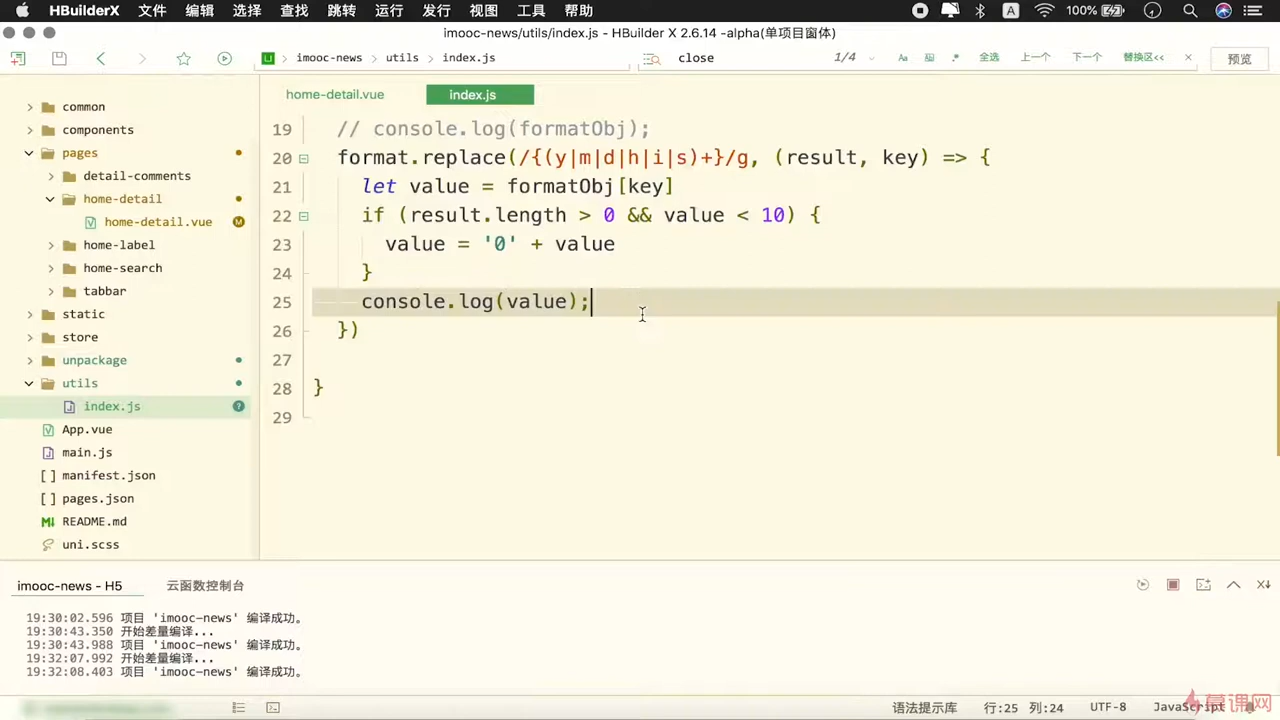 HBuilderX 文件 编辑 选择 查找 跳转 运行 发行 视图 工具 帮助 A 100%
imooc-news/utils/index.js - HBuilder X 2.6.14 -alpha(单项目窗体)
imooc-news utils index.js close 1/4 Aa .* 全选 上一个 下一个 替换区<< 预览
home-detail.vue index.js
common
components
pages
detail-comments
home-detail
home-detail.vue M
home-label
home-search
tabbar
static
store
unpackage
utils
index.js ?
App.vue
main.js
[ ] manifest.json
[ ] pages.json
README.md
uni.scss
19 // console.log(formatObj);
20 format.replace(/{(y|m|d|h|i|s)+}/g, (result, key) => {
21 let value = formatObj[key]
22 if (result.length > 0 && value < 10) {
23 value = '0' + value
24 }
25 console.log(value);
26 })
27
28 }
29
imooc-news - H5 云函数控制台
19:30:02.596 项目 'imooc-news' 编译成功。
19:30:43.350 开始差量编译...
19:30:43.988 项目 'imooc-news' 编译成功。
19:32:07.992 开始差量编译...
19:32:08.403 项目 'imooc-news' 编译成功。
语法提示库 行:25 列:24 UTF-8 JavaScript
慕课网